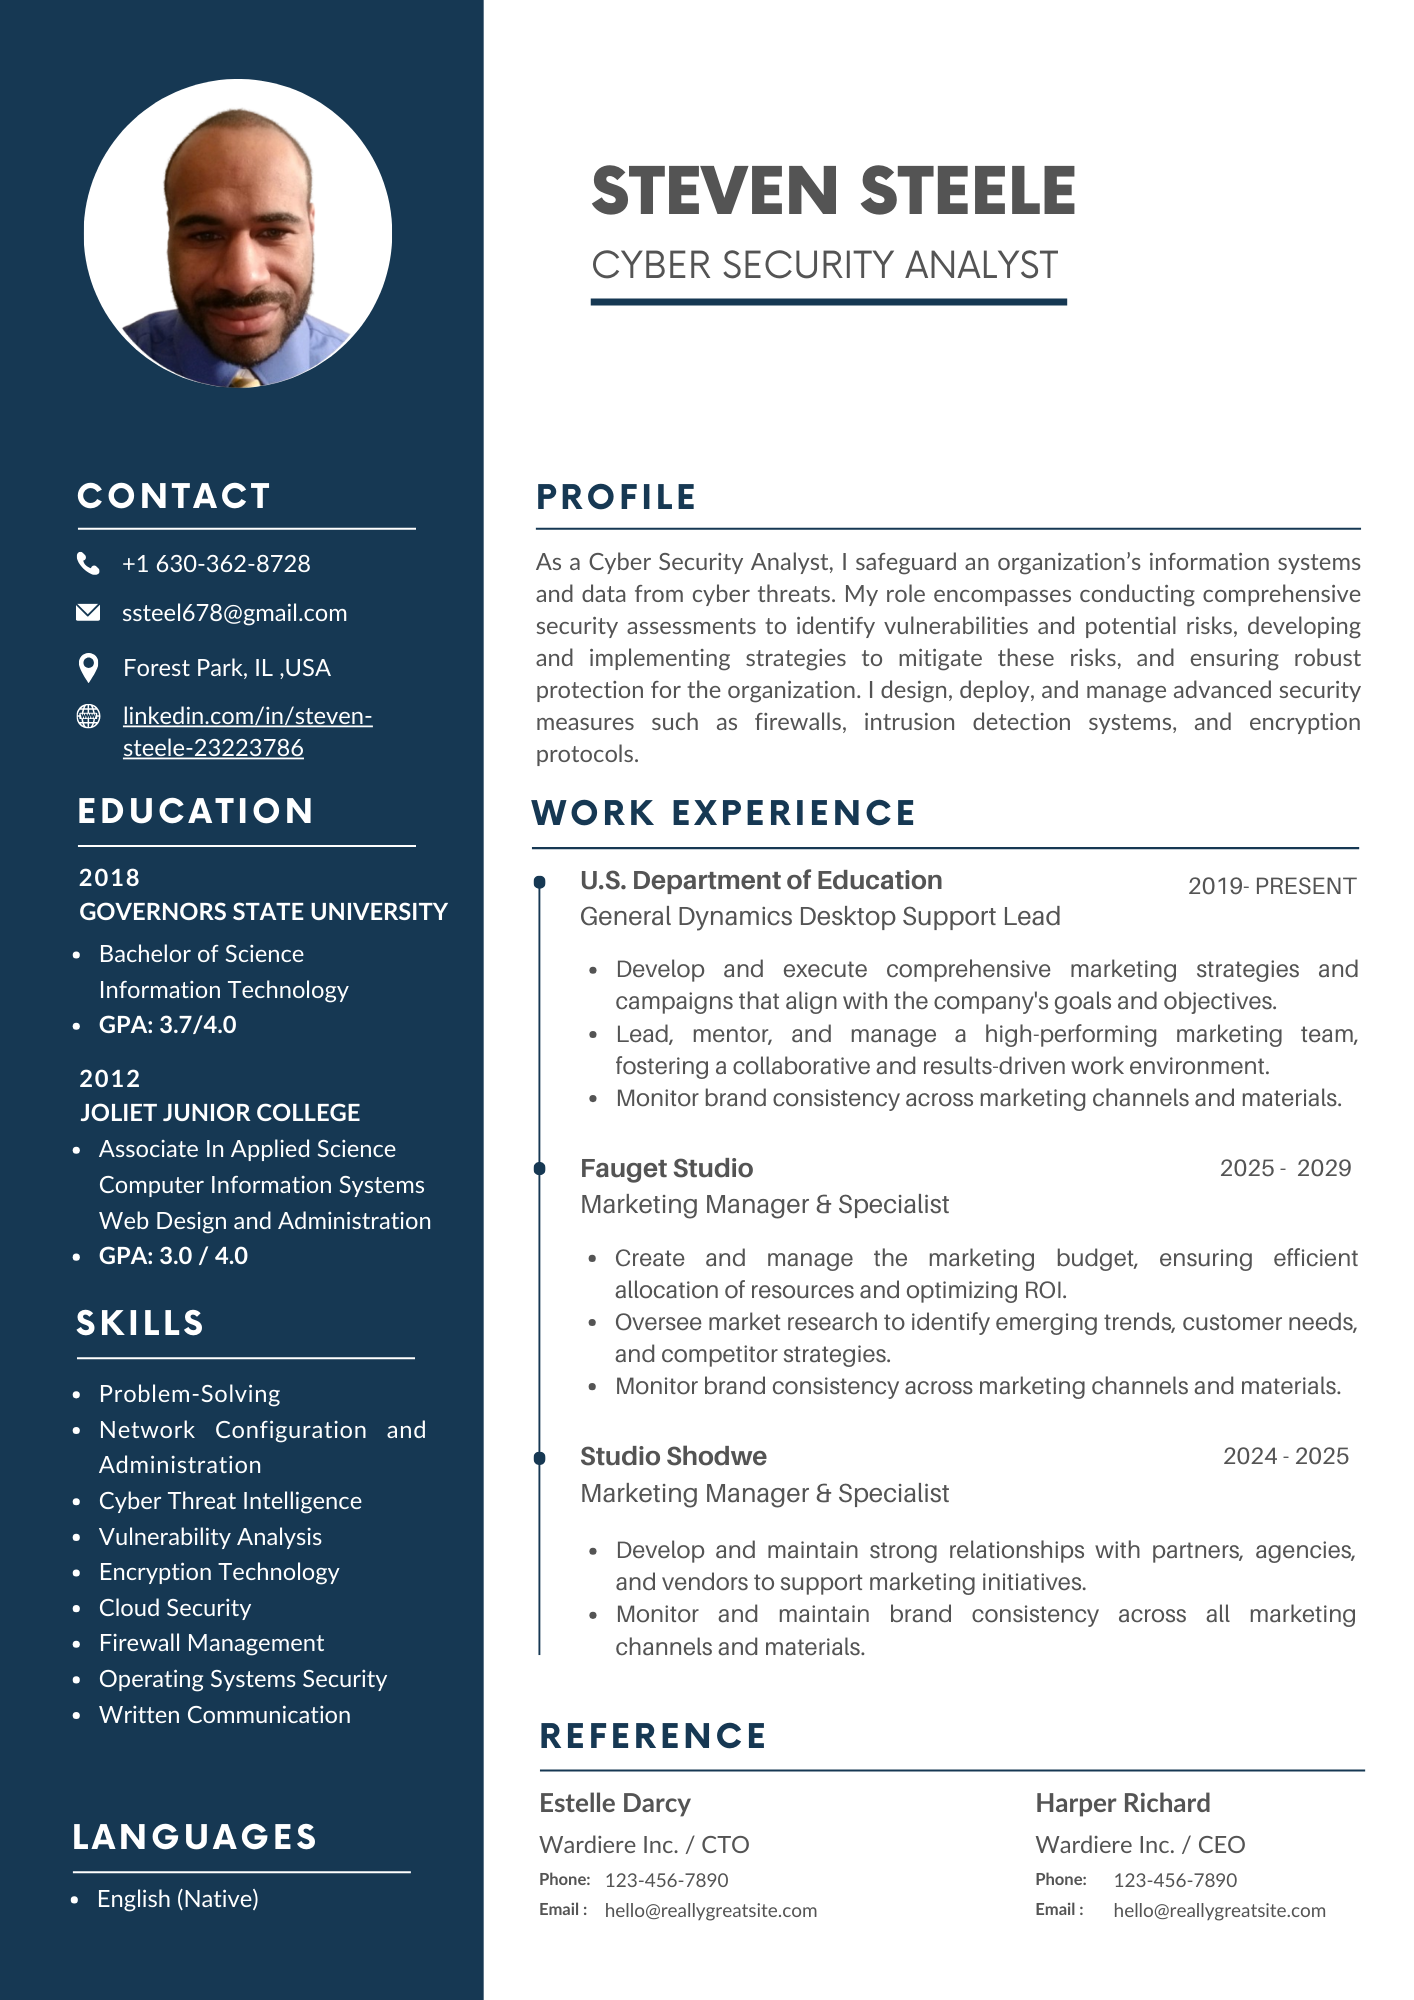 STEVEN STEELE
CYBER SECURITY ANALYST
CONTACT
+1 630-362-8728
ssteel678@gmail.com
Forest Park, IL ,USA
linkedin.com/in/steven-
steele-23223786
EDUCATION
2018
GOVERNORS STATE UNIVERSITY
• Bachelor of Science
Information Technology
• GPA: 3.7/4.0
2012
JOLIET JUNIOR COLLEGE
• Associate In Applied Science
Computer Information Systems
Web Design and Administration
• GPA: 3.0 / 4.0
SKILLS
• Problem-Solving
• Network Configuration and
Administration
• Cyber Threat Intelligence
• Vulnerability Analysis
• Encryption Technology
• Cloud Security
• Firewall Management
• Operating Systems Security
• Written Communication
LANGUAGES
• English (Native)
PROFILE
As a Cyber Security Analyst, I safeguard an organization’s information systems
and data from cyber threats. My role encompasses conducting comprehensive
security assessments to identify vulnerabilities and potential risks, developing
and implementing strategies to mitigate these risks, and ensuring robust
protection for the organization. I design, deploy, and manage advanced security
measures such as firewalls, intrusion detection systems, and encryption
protocols.
WORK EXPERIENCE
U.S. Department of Education 2019- PRESENT
General Dynamics Desktop Support Lead
• Develop and execute comprehensive marketing strategies and
campaigns that align with the company's goals and objectives.
• Lead, mentor, and manage a high-performing marketing team,
fostering a collaborative and results-driven work environment.
• Monitor brand consistency across marketing channels and materials.
Fauget Studio 2025 - 2029
Marketing Manager & Specialist
• Create and manage the marketing budget, ensuring efficient
allocation of resources and optimizing ROI.
• Oversee market research to identify emerging trends, customer needs,
and competitor strategies.
• Monitor brand consistency across marketing channels and materials.
Studio Shodwe 2024 - 2025
Marketing Manager & Specialist
• Develop and maintain strong relationships with partners, agencies,
and vendors to support marketing initiatives.
• Monitor and maintain brand consistency across all marketing
channels and materials.
REFERENCE
Estelle Darcy
Wardiere Inc. / CTO
Phone: 123-456-7890
Email : hello@reallygreatsite.com
Harper Richard
Wardiere Inc. / CEO
Phone: 123-456-7890
Email : hello@reallygreatsite.com